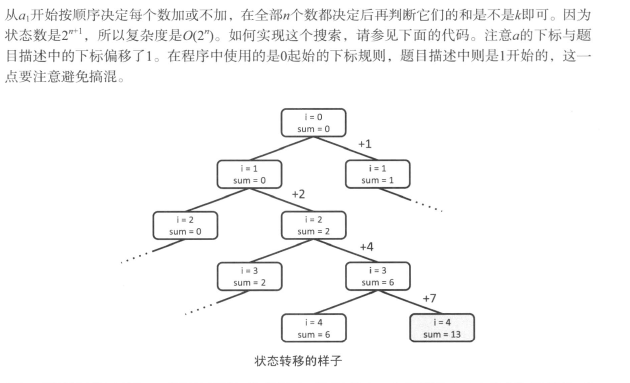 从a₁开始按顺序决定每个数加或不加，在全部n个数都决定后再判断它们的和是不是k即可。因为
状态数是2ⁿ⁺¹，所以复杂度是O(2ⁿ)。如何实现这个搜索，请参见下面的代码。注意a的下标与题
目描述中的下标偏移了1。在程序中使用的是0起始的下标规则，题目描述中则是1开始的，这一
点要注意避免搞混。
i = 0
sum = 0
+1
i = 1
sum = 0
i = 1
sum = 1
+2
i = 2
sum = 0
i = 2
sum = 2
+4
i = 3
sum = 2
i = 3
sum = 6
+7
i = 4
sum = 6
i = 4
sum = 13
状态转移的样子